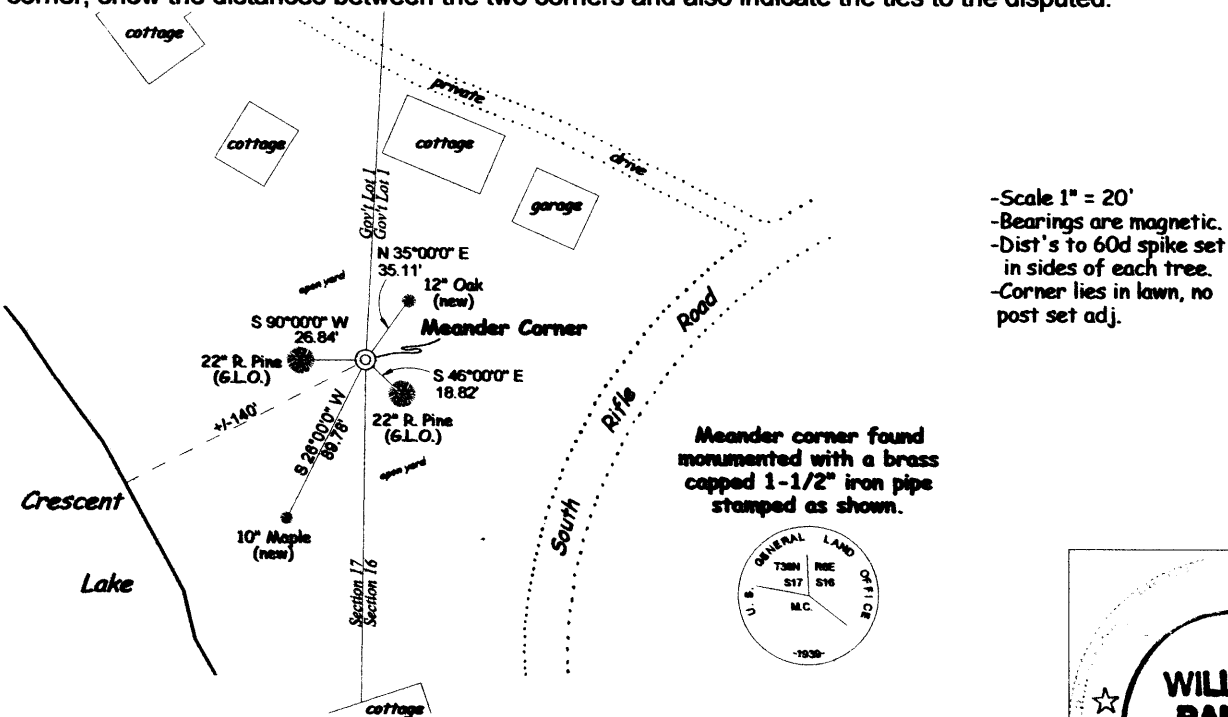 corner, show the distances between the two corners and also indicate the ties to the disputed.
cottage
private
cottage
cottage
drive
garage
Gov't Lot 1
Gov't Lot 1
-Scale 1" = 20'
-Bearings are magnetic.
-Dist's to 60d spike set
in sides of each tree.
-Corner lies in lawn, no
post set adj.
N 35°00'0" E
35.11'
open yard
12" Oak
(new)
S 90°00'0" W
26.84'
Meander Corner
Road
22" R. Pine
(G.L.O.)
S 46°00'0" E
18.82'
22" R. Pine
(G.L.O.)
+/-140'
S 28°00'0" W
89.78'
Rifle
open yard
Meander corner found
monumented with a brass
capped 1-1/2" iron pipe
stamped as shown.
Crescent
South
10" Maple
(new)
Lake
Section 17
Section 16
U. S. GENERAL LAND OFFICE
R6E
S17 S16
M.C.
-1939-
cottage
WILL